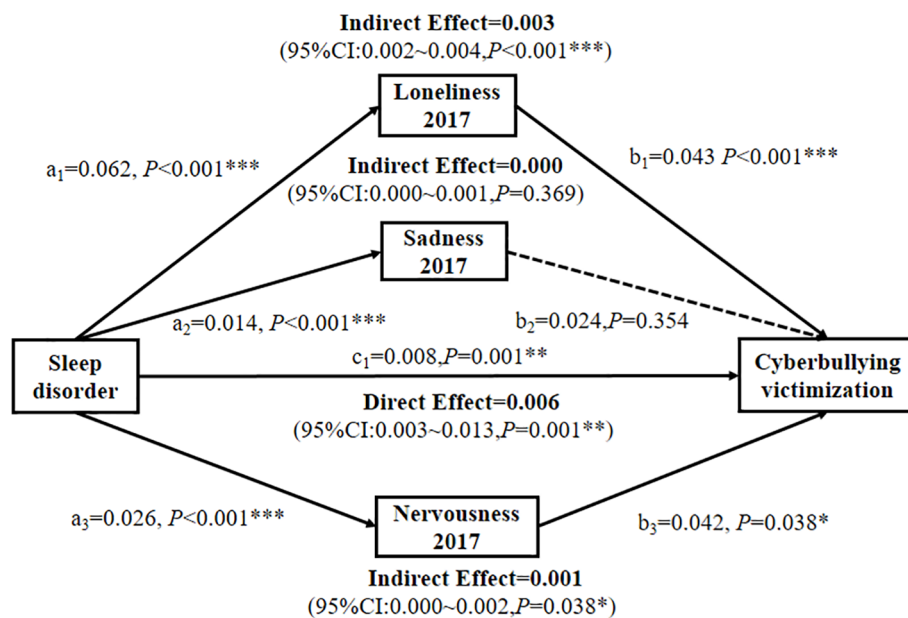 Indirect Effect=0.003
(95%CI:0.002~0.004,P<0.001***)
Loneliness
2017
a₁=0.062, P<0.001***
b₁=0.043 P<0.001***
Indirect Effect=0.000
(95%CI:0.000~0.001,P=0.369)
Sadness
2017
a₂=0.014, P<0.001***
b₂=0.024,P=0.354
Sleep
disorder
c₁=0.008,P=0.001**
Cyberbullying
victimization
Direct Effect=0.006
(95%CI:0.003~0.013,P=0.001**)
a₃=0.026, P<0.001***
Nervousness
2017
b₃=0.042, P=0.038*
Indirect Effect=0.001
(95%CI:0.000~0.002,P=0.038*)